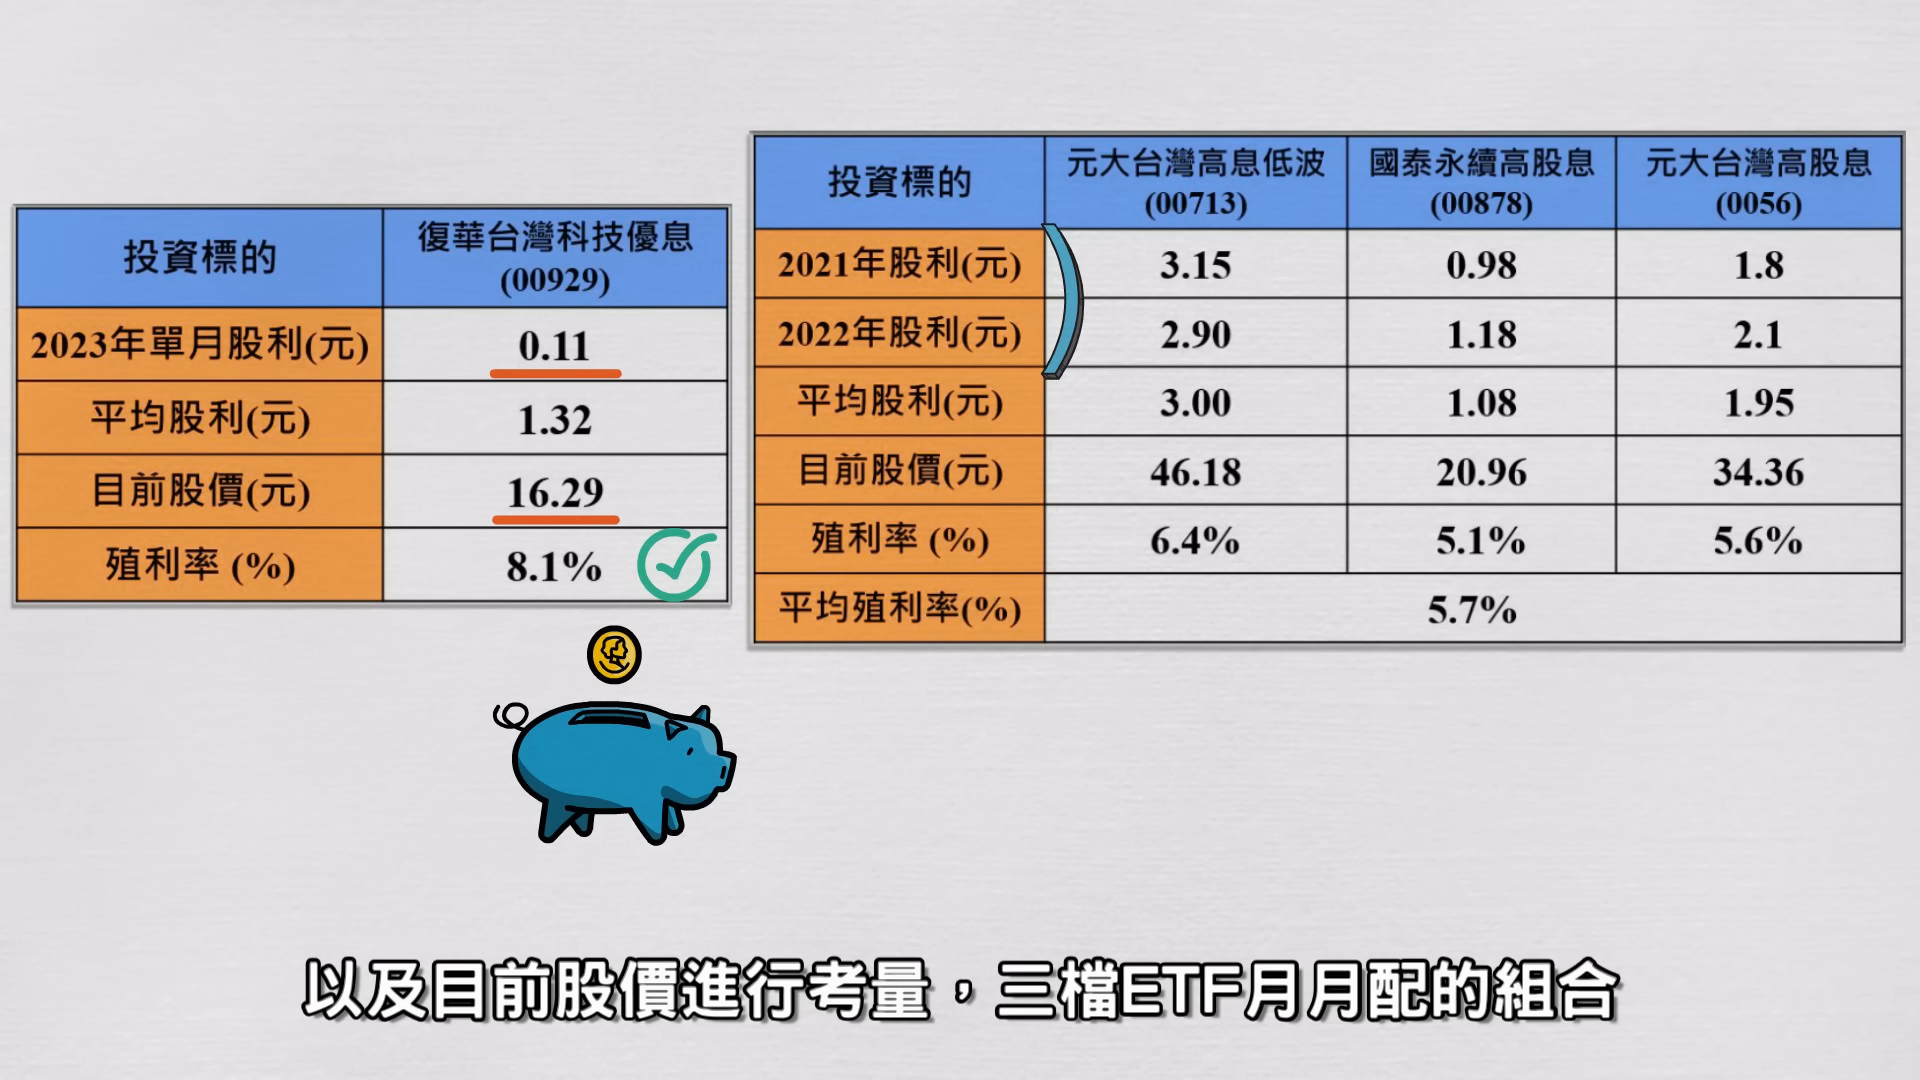 投資標的 復華台灣科技優息
(00929)
2023年單月股利(元) 0.11
平均股利(元) 1.32
目前股價(元) 16.29
殖利率 (%) 8.1%
投資標的 元大台灣高息低波 國泰永續高股息 元大台灣高股息
(00713) (00878) (0056)
2021年股利(元) 3.15 0.98 1.8
2022年股利(元) 2.90 1.18 2.1
平均股利(元) 3.00 1.08 1.95
目前股價(元) 46.18 20.96 34.36
殖利率 (%) 6.4% 5.1% 5.6%
平均殖利率(%) 5.7%
以及目前股價進行考量，三檔ETF月月配的組合